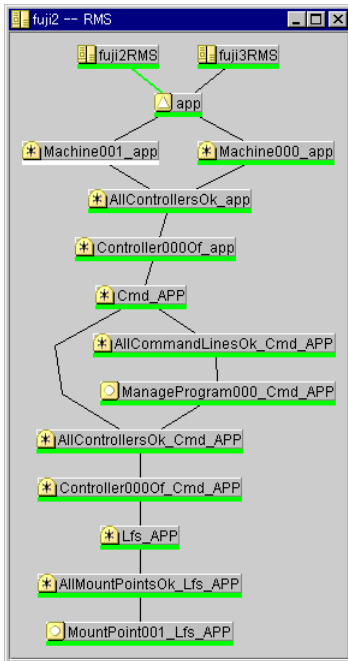 fuji2 -- RMS
fuji2RMS fuji3RMS
app
Machine001_app Machine000_app
AllControllersOk_app
Controller000Of_app
Cmd_APP
AllCommandLinesOk_Cmd_APP
ManageProgram000_Cmd_APP
AllControllersOk_Cmd_APP
Controller000Of_Cmd_APP
Lfs_APP
AllMountPointsOk_Lfs_APP
MountPoint001_Lfs_APP